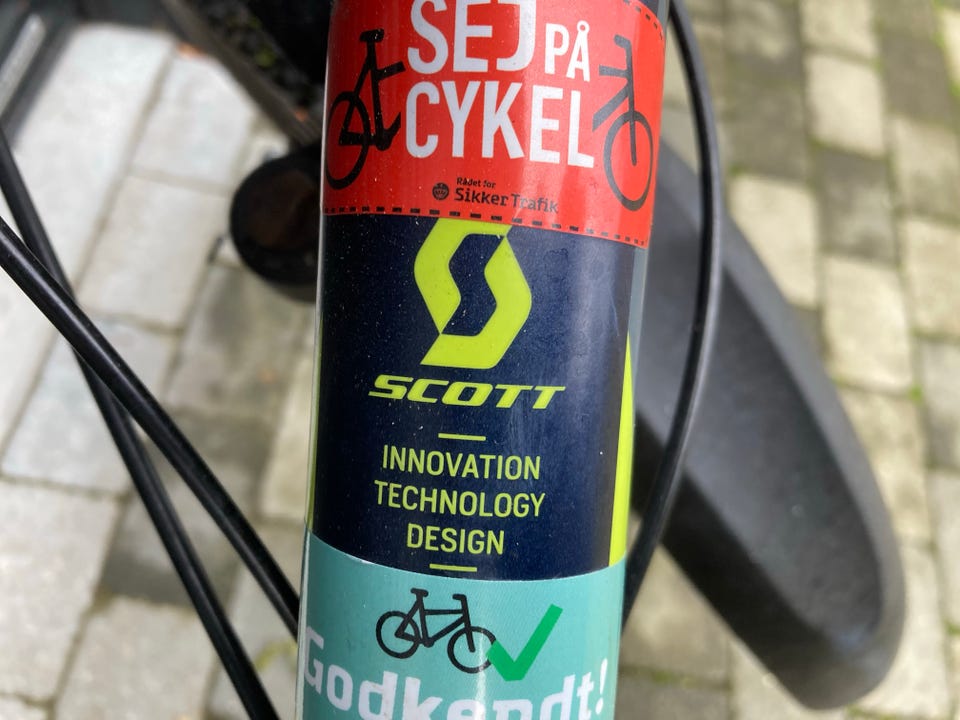 SEJ PÅ
CYKEL
Rådet for
Sikker Trafik
SCOTT
INNOVATION
TECHNOLOGY
DESIGN
Godkendt!